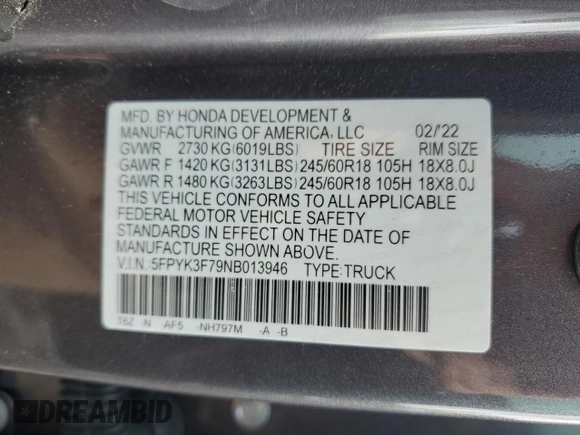 MFD. BY HONDA DEVELOPMENT &
MANUFACTURING OF AMERICA, LLC 02/'22
GVWR 2730 KG(6019LBS) TIRE SIZE RIM SIZE
GAWR F 1420 KG(3131LBS)245/60R18 105H 18X8.0J
GAWR R 1480 KG(3263LBS)245/60R18 105H 18X8.0J
THIS VEHICLE CONFORMS TO ALL APPLICABLE
FEDERAL MOTOR VEHICLE SAFETY
STANDARDS IN EFFECT ON THE DATE OF
MANUFACTURE SHOWN ABOVE.
V.I.N.:5FPYK3F79NB013946 TYPE:TRUCK
T6Z N AF5 -NH797M -A -B
DREAMBID